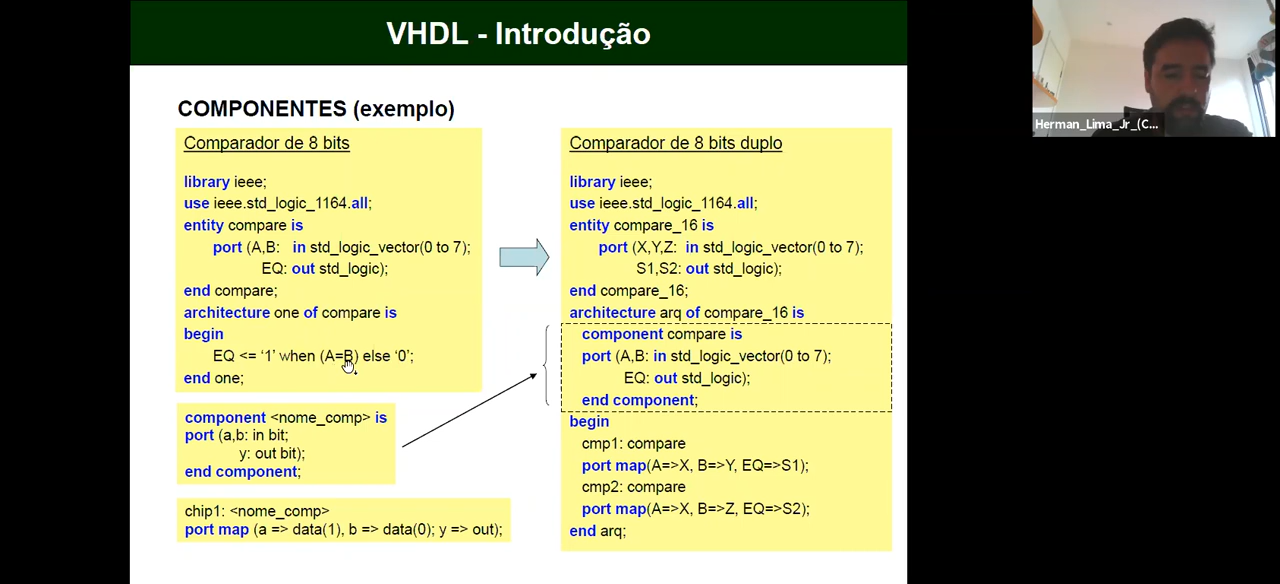 VHDL - Introdução
COMPONENTES (exemplo)
Comparador de 8 bits
library ieee;
use ieee.std_logic_1164.all;
entity compare is
port (A,B: in std_logic_vector(0 to 7);
EQ: out std_logic);
end compare;
architecture one of compare is
begin
EQ <= ‘1’ when (A=B) else ‘0’;
end one;
component <nome_comp> is
port (a,b: in bit;
y: out bit);
end component;
chip1: <nome_comp>
port map (a => data(1), b => data(0); y => out);
Comparador de 8 bits duplo
library ieee;
use ieee.std_logic_1164.all;
entity compare_16 is
port (X,Y,Z: in std_logic_vector(0 to 7);
S1,S2: out std_logic);
end compare_16;
architecture arq of compare_16 is
component compare is
port (A,B: in std_logic_vector(0 to 7);
EQ: out std_logic);
end component;
begin
cmp1: compare
port map(A=>X, B=>Y, EQ=>S1);
cmp2: compare
port map(A=>X, B=>Z, EQ=>S2);
end arq;
Herman_Lima_Jr_(C...